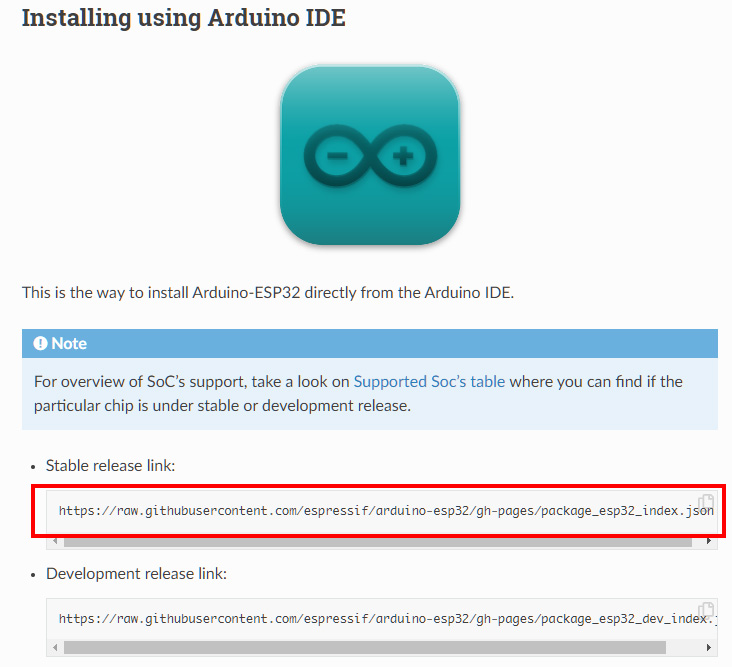 Installing using Arduino IDE
This is the way to install Arduino-ESP32 directly from the Arduino IDE.
Note
For overview of SoC's support, take a look on Supported Soc's table where you can find if the
particular chip is under stable or development release.
Stable release link:
https://raw.githubusercontent.com/espressif/arduino-esp32/gh-pages/package_esp32_index.json
Development release link:
https://raw.githubusercontent.com/espressif/arduino-esp32/gh-pages/package_esp32_dev_index.j